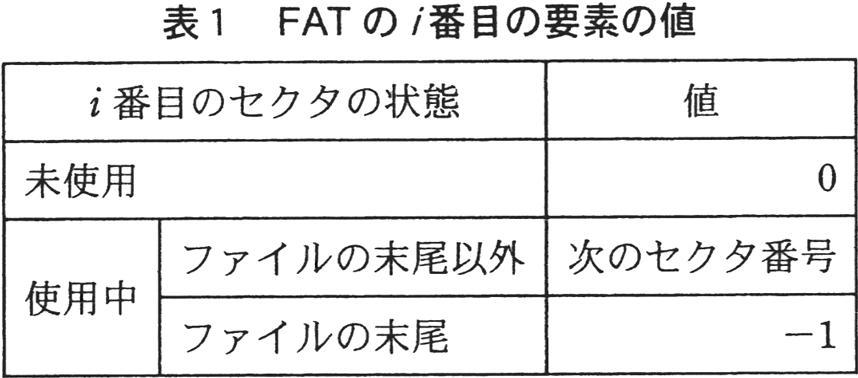 表1 FATのi番目の要素の値
i番目のセクタの状態 値
未使用 0
使用中 ファイルの末尾以外 次のセクタ番号
ファイルの末尾 −1